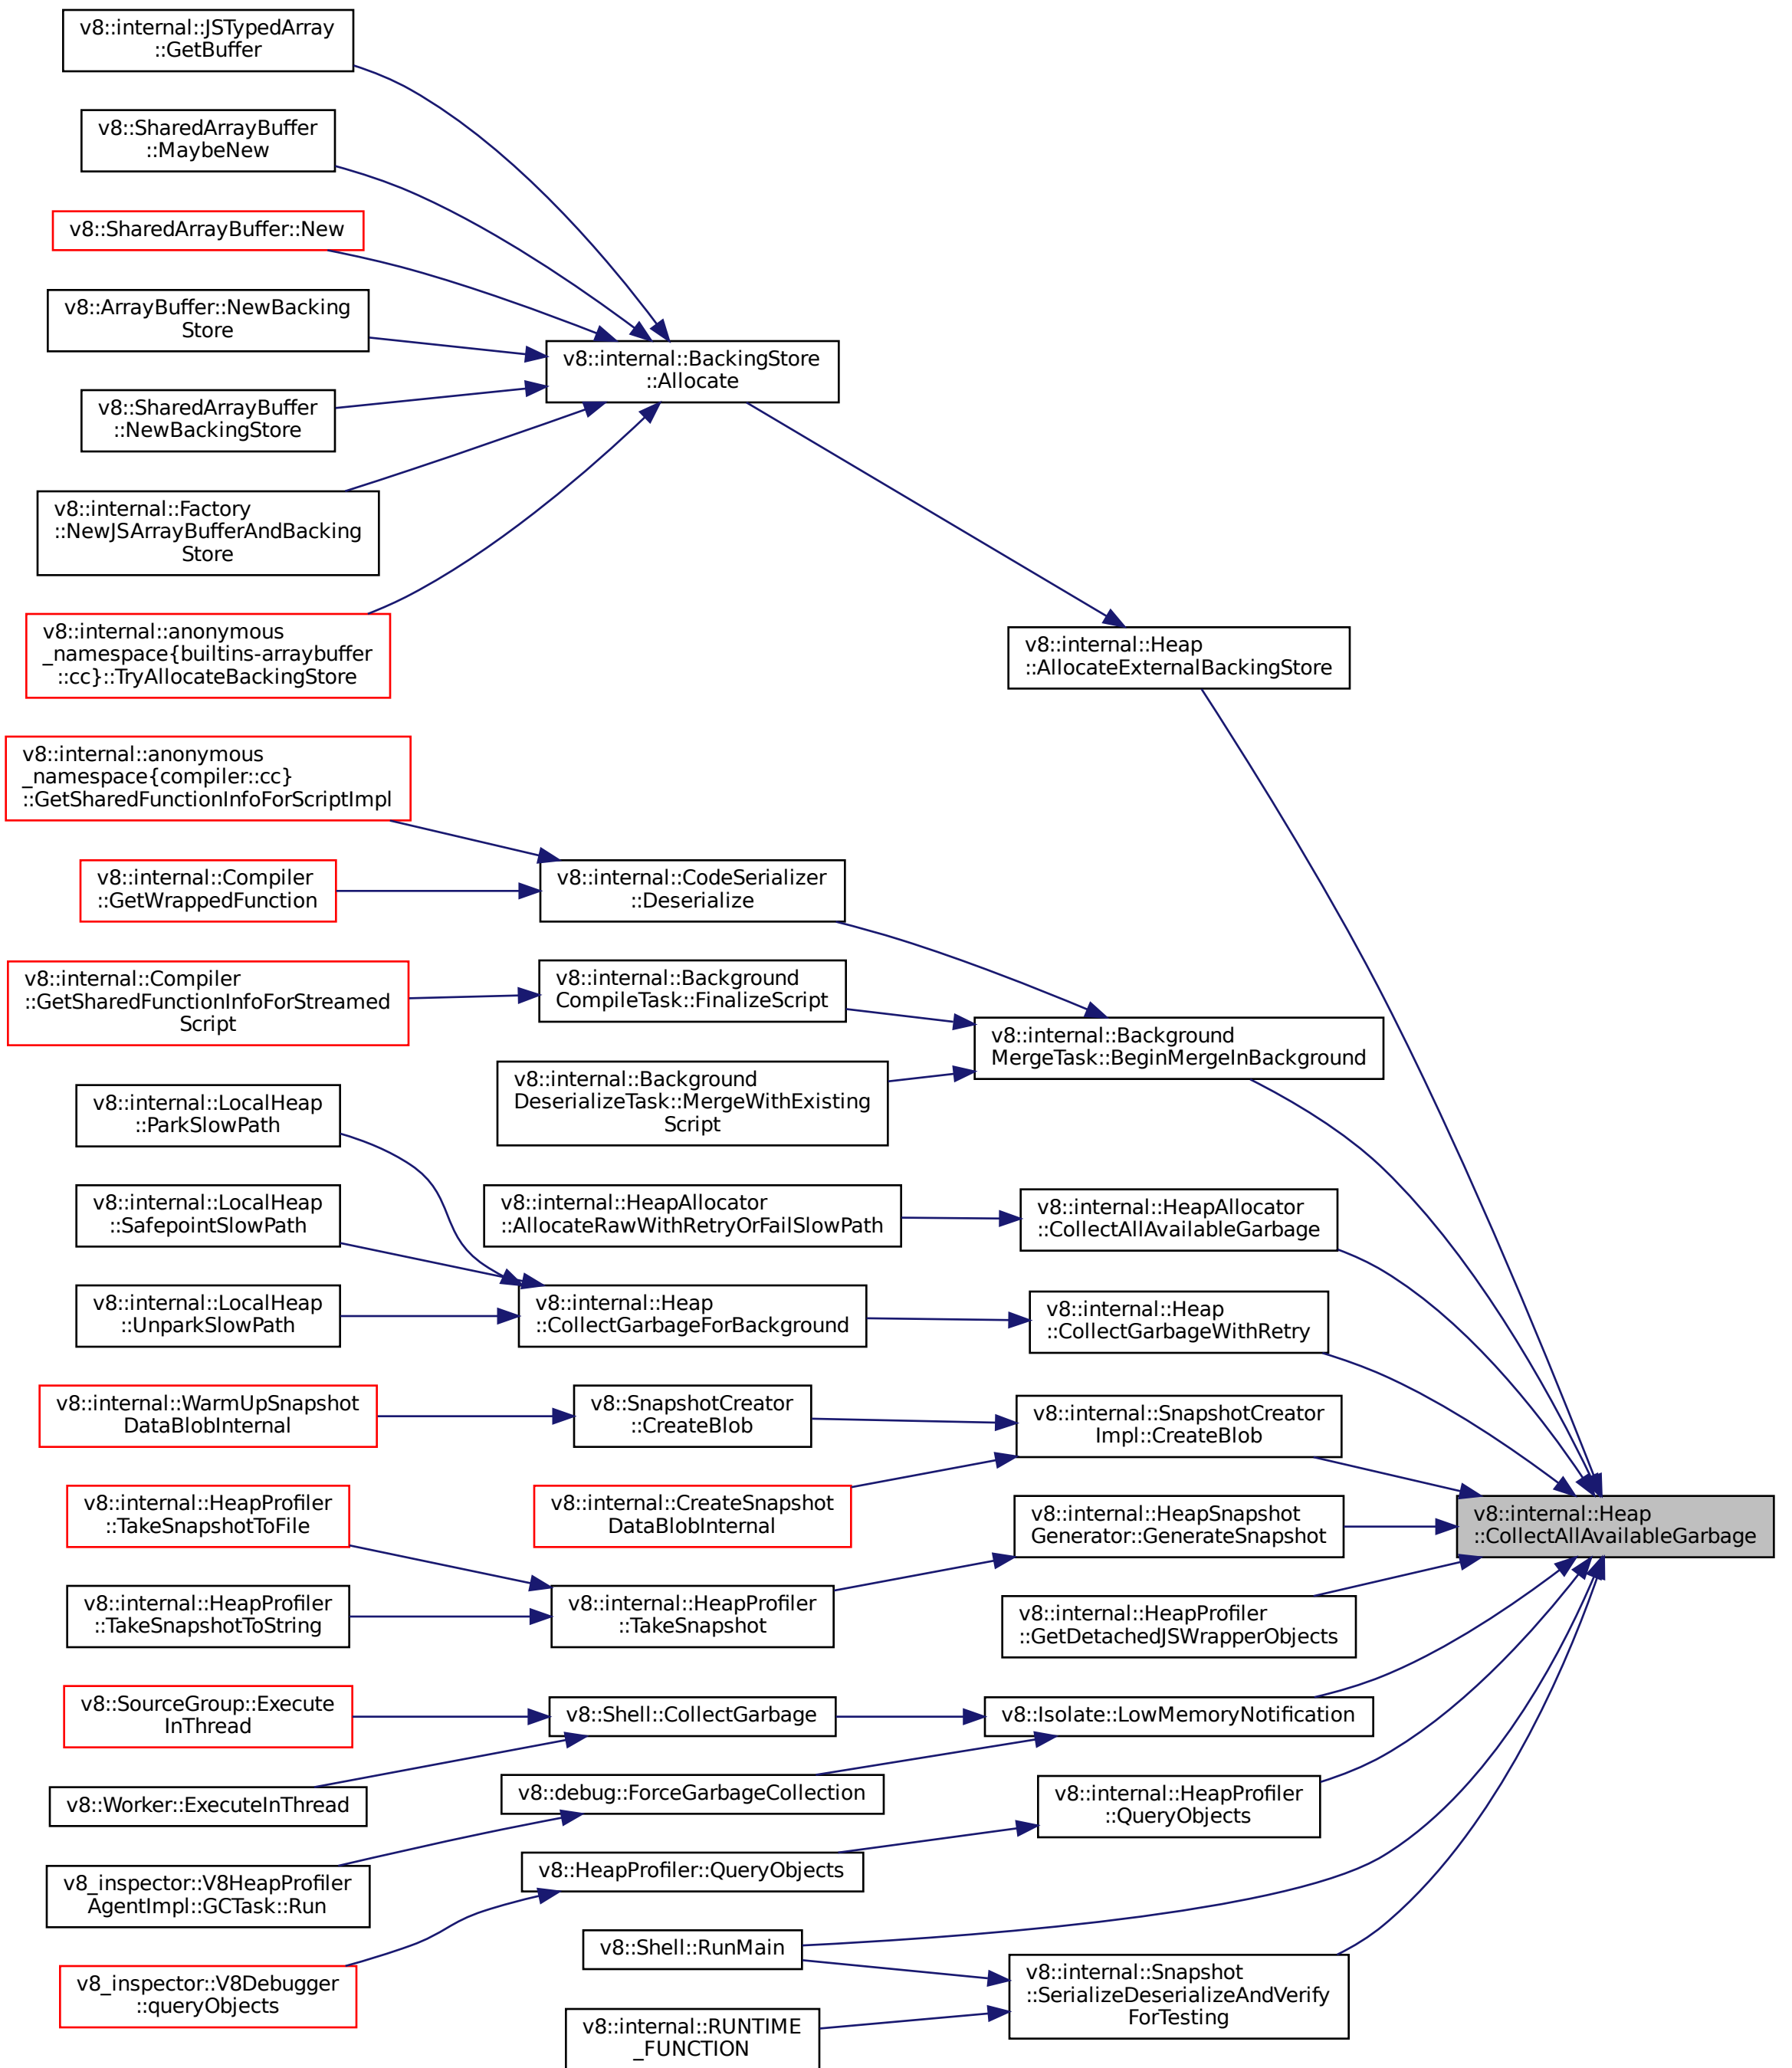 v8::internal::JSTypedArray
::GetBuffer
v8::SharedArrayBuffer
::MaybeNew
v8::SharedArrayBuffer::New
v8::ArrayBuffer::NewBacking
Store
v8::SharedArrayBuffer
::NewBackingStore
v8::internal::Factory
::NewJSArrayBufferAndBacking
Store
v8::internal::anonymous
_namespace{builtins-arraybuffer
::cc}::TryAllocateBackingStore
v8::internal::BackingStore
::Allocate
v8::internal::Heap
::AllocateExternalBackingStore
v8::internal::anonymous
_namespace{compiler::cc}
::GetSharedFunctionInfoForScriptImpl
v8::internal::Compiler
::GetWrappedFunction
v8::internal::CodeSerializer
::Deserialize
v8::internal::Compiler
::GetSharedFunctionInfoForStreamed
Script
v8::internal::Background
CompileTask::FinalizeScript
v8::internal::Background
MergeTask::BeginMergeInBackground
v8::internal::Background
DeserializeTask::MergeWithExisting
Script
v8::internal::LocalHeap
::ParkSlowPath
v8::internal::LocalHeap
::SafepointSlowPath
v8::internal::LocalHeap
::UnparkSlowPath
v8::internal::HeapAllocator
::AllocateRawWithRetryOrFailSlowPath
v8::internal::HeapAllocator
::CollectAllAvailableGarbage
v8::internal::Heap
::CollectGarbageForBackground
v8::internal::Heap
::CollectGarbageWithRetry
v8::internal::WarmUpSnapshot
DataBlobInternal
v8::SnapshotCreator
::CreateBlob
v8::internal::SnapshotCreator
Impl::CreateBlob
v8::internal::CreateSnapshot
DataBlobInternal
v8::internal::HeapProfiler
::TakeSnapshotToFile
v8::internal::HeapProfiler
::TakeSnapshotToString
v8::internal::HeapProfiler
::TakeSnapshot
v8::internal::HeapSnapshot
Generator::GenerateSnapshot
v8::internal::Heap
::CollectAllAvailableGarbage
v8::internal::HeapProfiler
::GetDetachedJSWrapperObjects
v8::SourceGroup::Execute
InThread
v8::Shell::CollectGarbage
v8::Isolate::LowMemoryNotification
v8::Worker::ExecuteInThread
v8::debug::ForceGarbageCollection
v8::internal::HeapProfiler
::QueryObjects
v8_inspector::V8HeapProfiler
AgentImpl::GCTask::Run
v8::HeapProfiler::QueryObjects
v8_inspector::V8Debugger
::queryObjects
v8::Shell::RunMain
v8::internal::Snapshot
::SerializeDeserializeAndVerify
ForTesting
v8::internal::RUNTIME
_FUNCTION